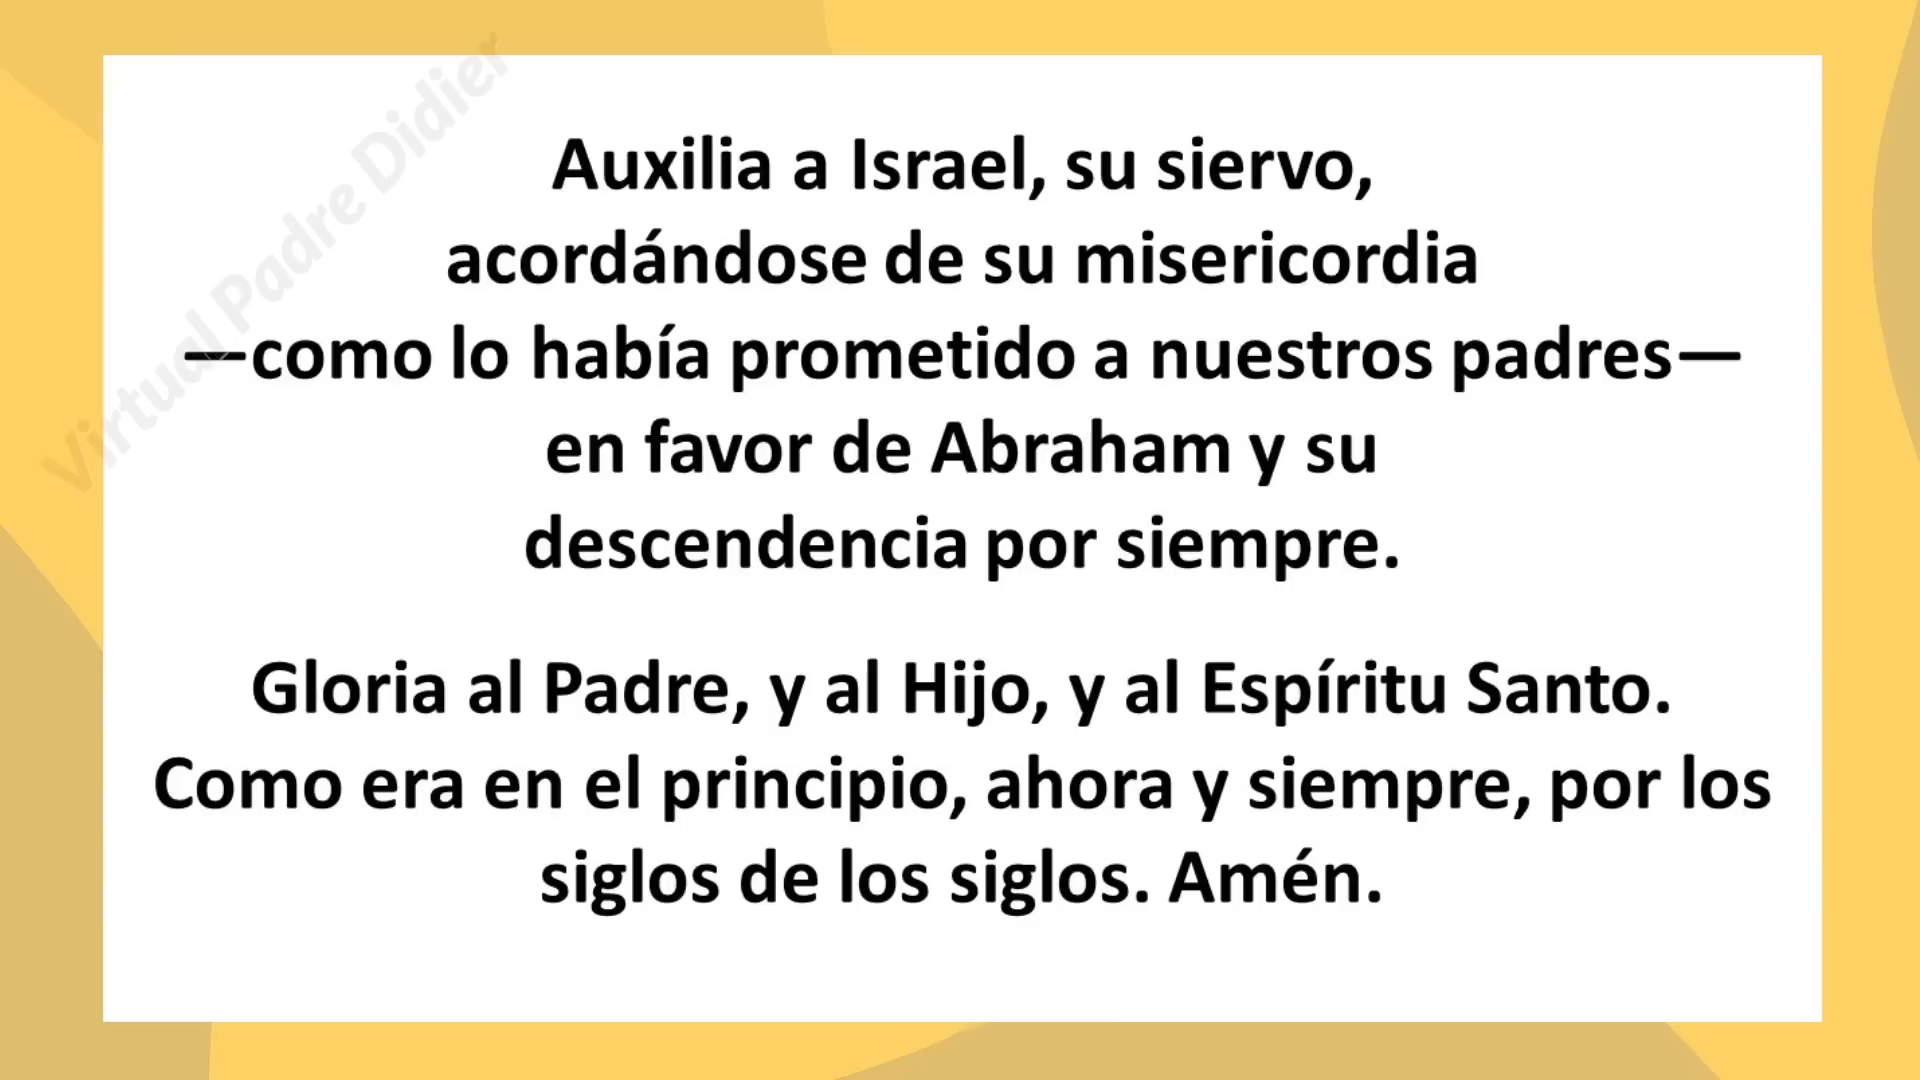 Virtual Padre Didier
Auxilia a Israel, su siervo,
acordándose de su misericordia
—como lo había prometido a nuestros padres—
en favor de Abraham y su
descendencia por siempre.
Gloria al Padre, y al Hijo, y al Espíritu Santo.
Como era en el principio, ahora y siempre, por los
siglos de los siglos. Amén.